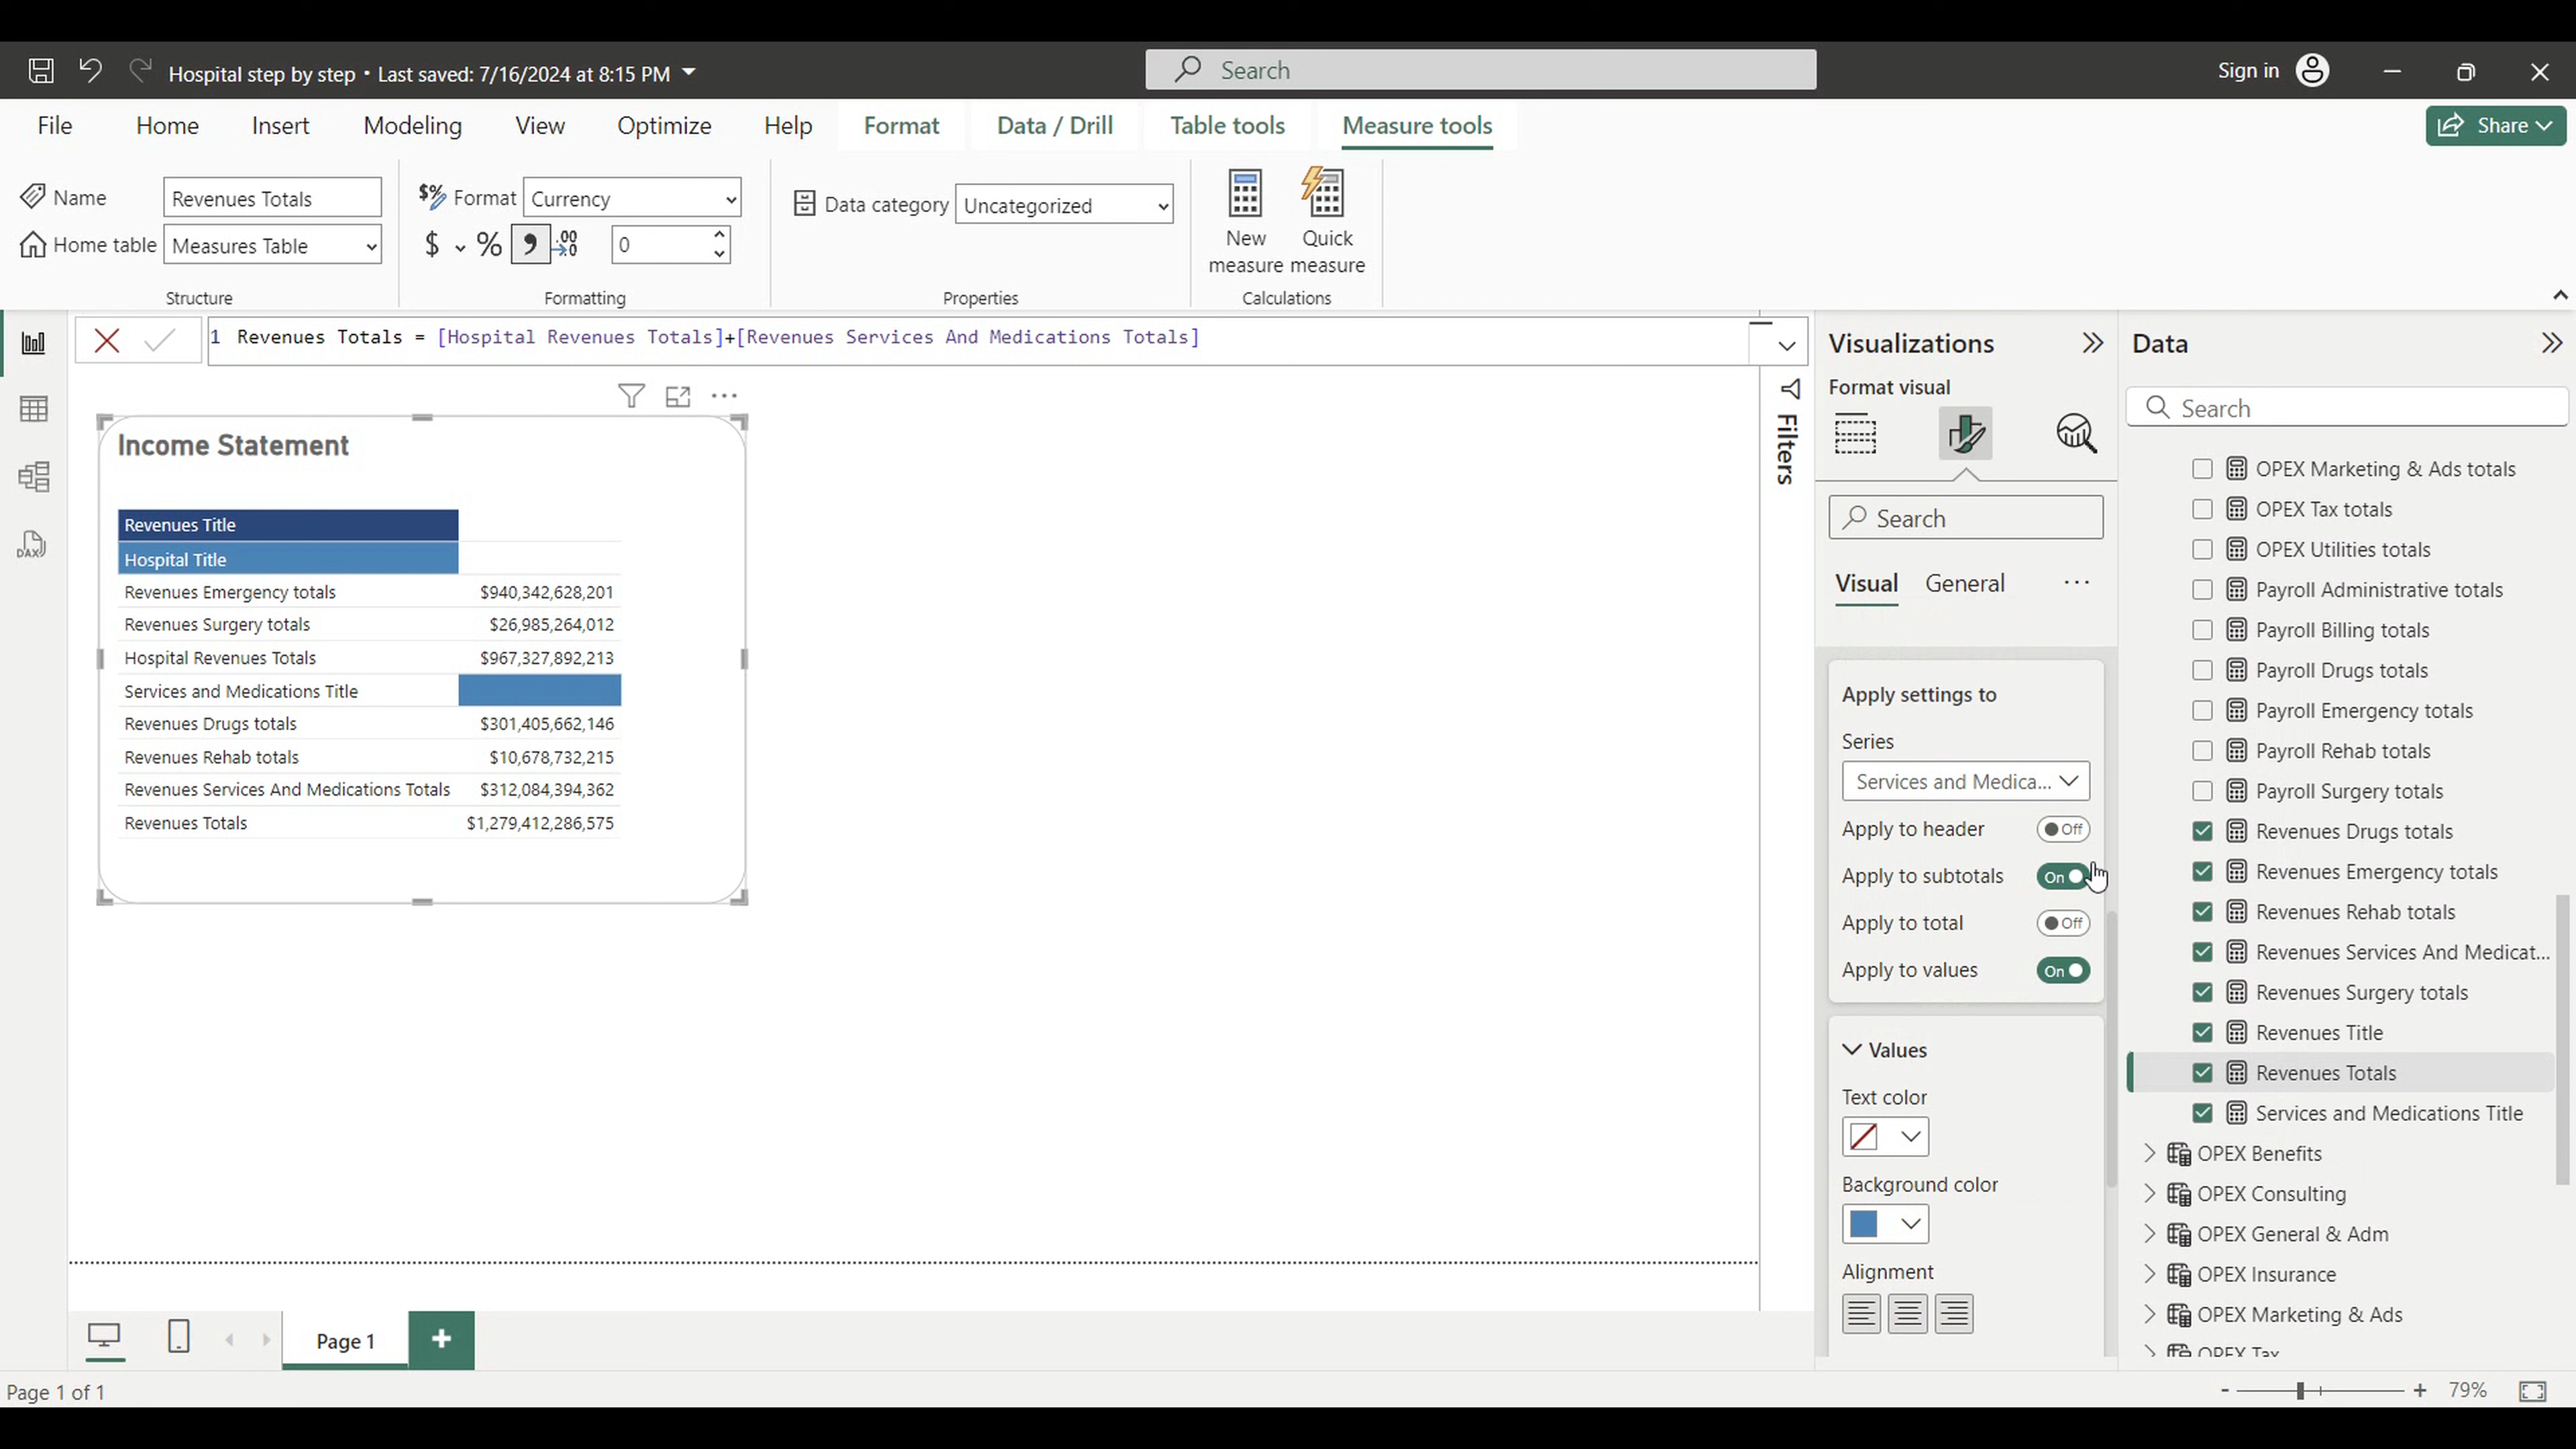 Hospital step by step • Last saved: 7/16/2024 at 8:15 PM
Search
Sign in
File Home Insert Modeling View Optimize Help Format Data / Drill Table tools Measure tools
Share
Name Revenues Totals
Home table Measures Table
Structure
$% Format Currency
$ % 9 .00 0
Formatting
Data category Uncategorized
Properties
New measure
Quick measure
Calculations
1 Revenues Totals = [Hospital Revenues Totals]+[Revenues Services And Medications Totals]
DAX
Income Statement
Revenues Title
Hospital Title
Revenues Emergency totals $940,342,628,201
Revenues Surgery totals $26,985,264,012
Hospital Revenues Totals $967,327,892,213
Services and Medications Title
Revenues Drugs totals $301,405,662,146
Revenues Rehab totals $10,678,732,215
Revenues Services And Medications Totals $312,084,394,362
Revenues Totals $1,279,412,286,575
Filters
Visualizations
Format visual
Search
Visual General
Apply settings to
Series
Services and Medica...
Apply to header Off
Apply to subtotals On
Apply to total Off
Apply to values On
Values
Text color
Background color
Alignment
Data
Search
OPEX Marketing & Ads totals
OPEX Tax totals
OPEX Utilities totals
Payroll Administrative totals
Payroll Billing totals
Payroll Drugs totals
Payroll Emergency totals
Payroll Rehab totals
Payroll Surgery totals
Revenues Drugs totals
Revenues Emergency totals
Revenues Rehab totals
Revenues Services And Medicat...
Revenues Surgery totals
Revenues Title
Revenues Totals
Services and Medications Title
OPEX Benefits
OPEX Consulting
OPEX General & Adm
OPEX Insurance
OPEX Marketing & Ads
OPEX Tax
Page 1
Page 1 of 1
- + 79%